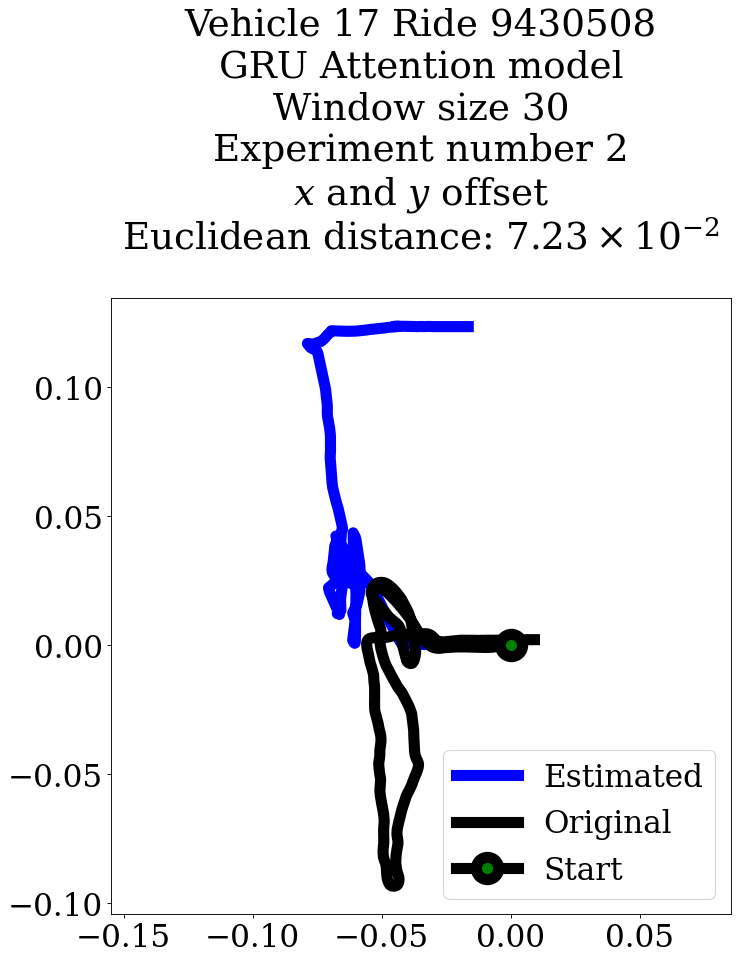 Vehicle 17 Ride 9430508
GRU Attention model
Window size 30
Experiment number 2
x and y offset
Euclidean distance: 7.23 × 10⁻²
0.10
0.05
0.00
−0.05
−0.10
−0.15 −0.10 −0.05 0.00 0.05
Estimated
Original
Start